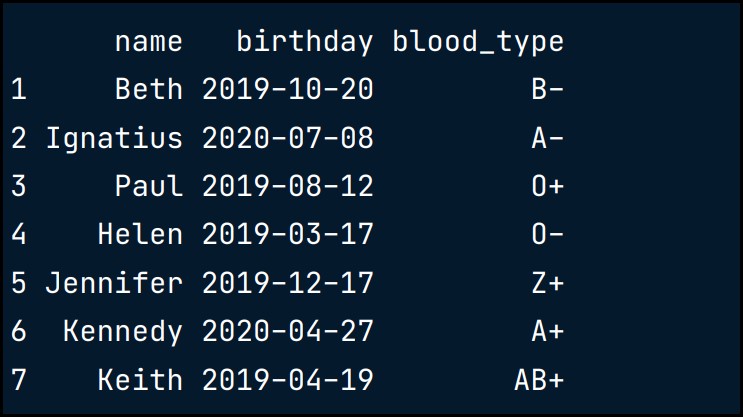 name birthday blood_type
1 Beth 2019-10-20 B-
2 Ignatius 2020-07-08 A-
3 Paul 2019-08-12 O+
4 Helen 2019-03-17 O-
5 Jennifer 2019-12-17 Z+
6 Kennedy 2020-04-27 A+
7 Keith 2019-04-19 AB+